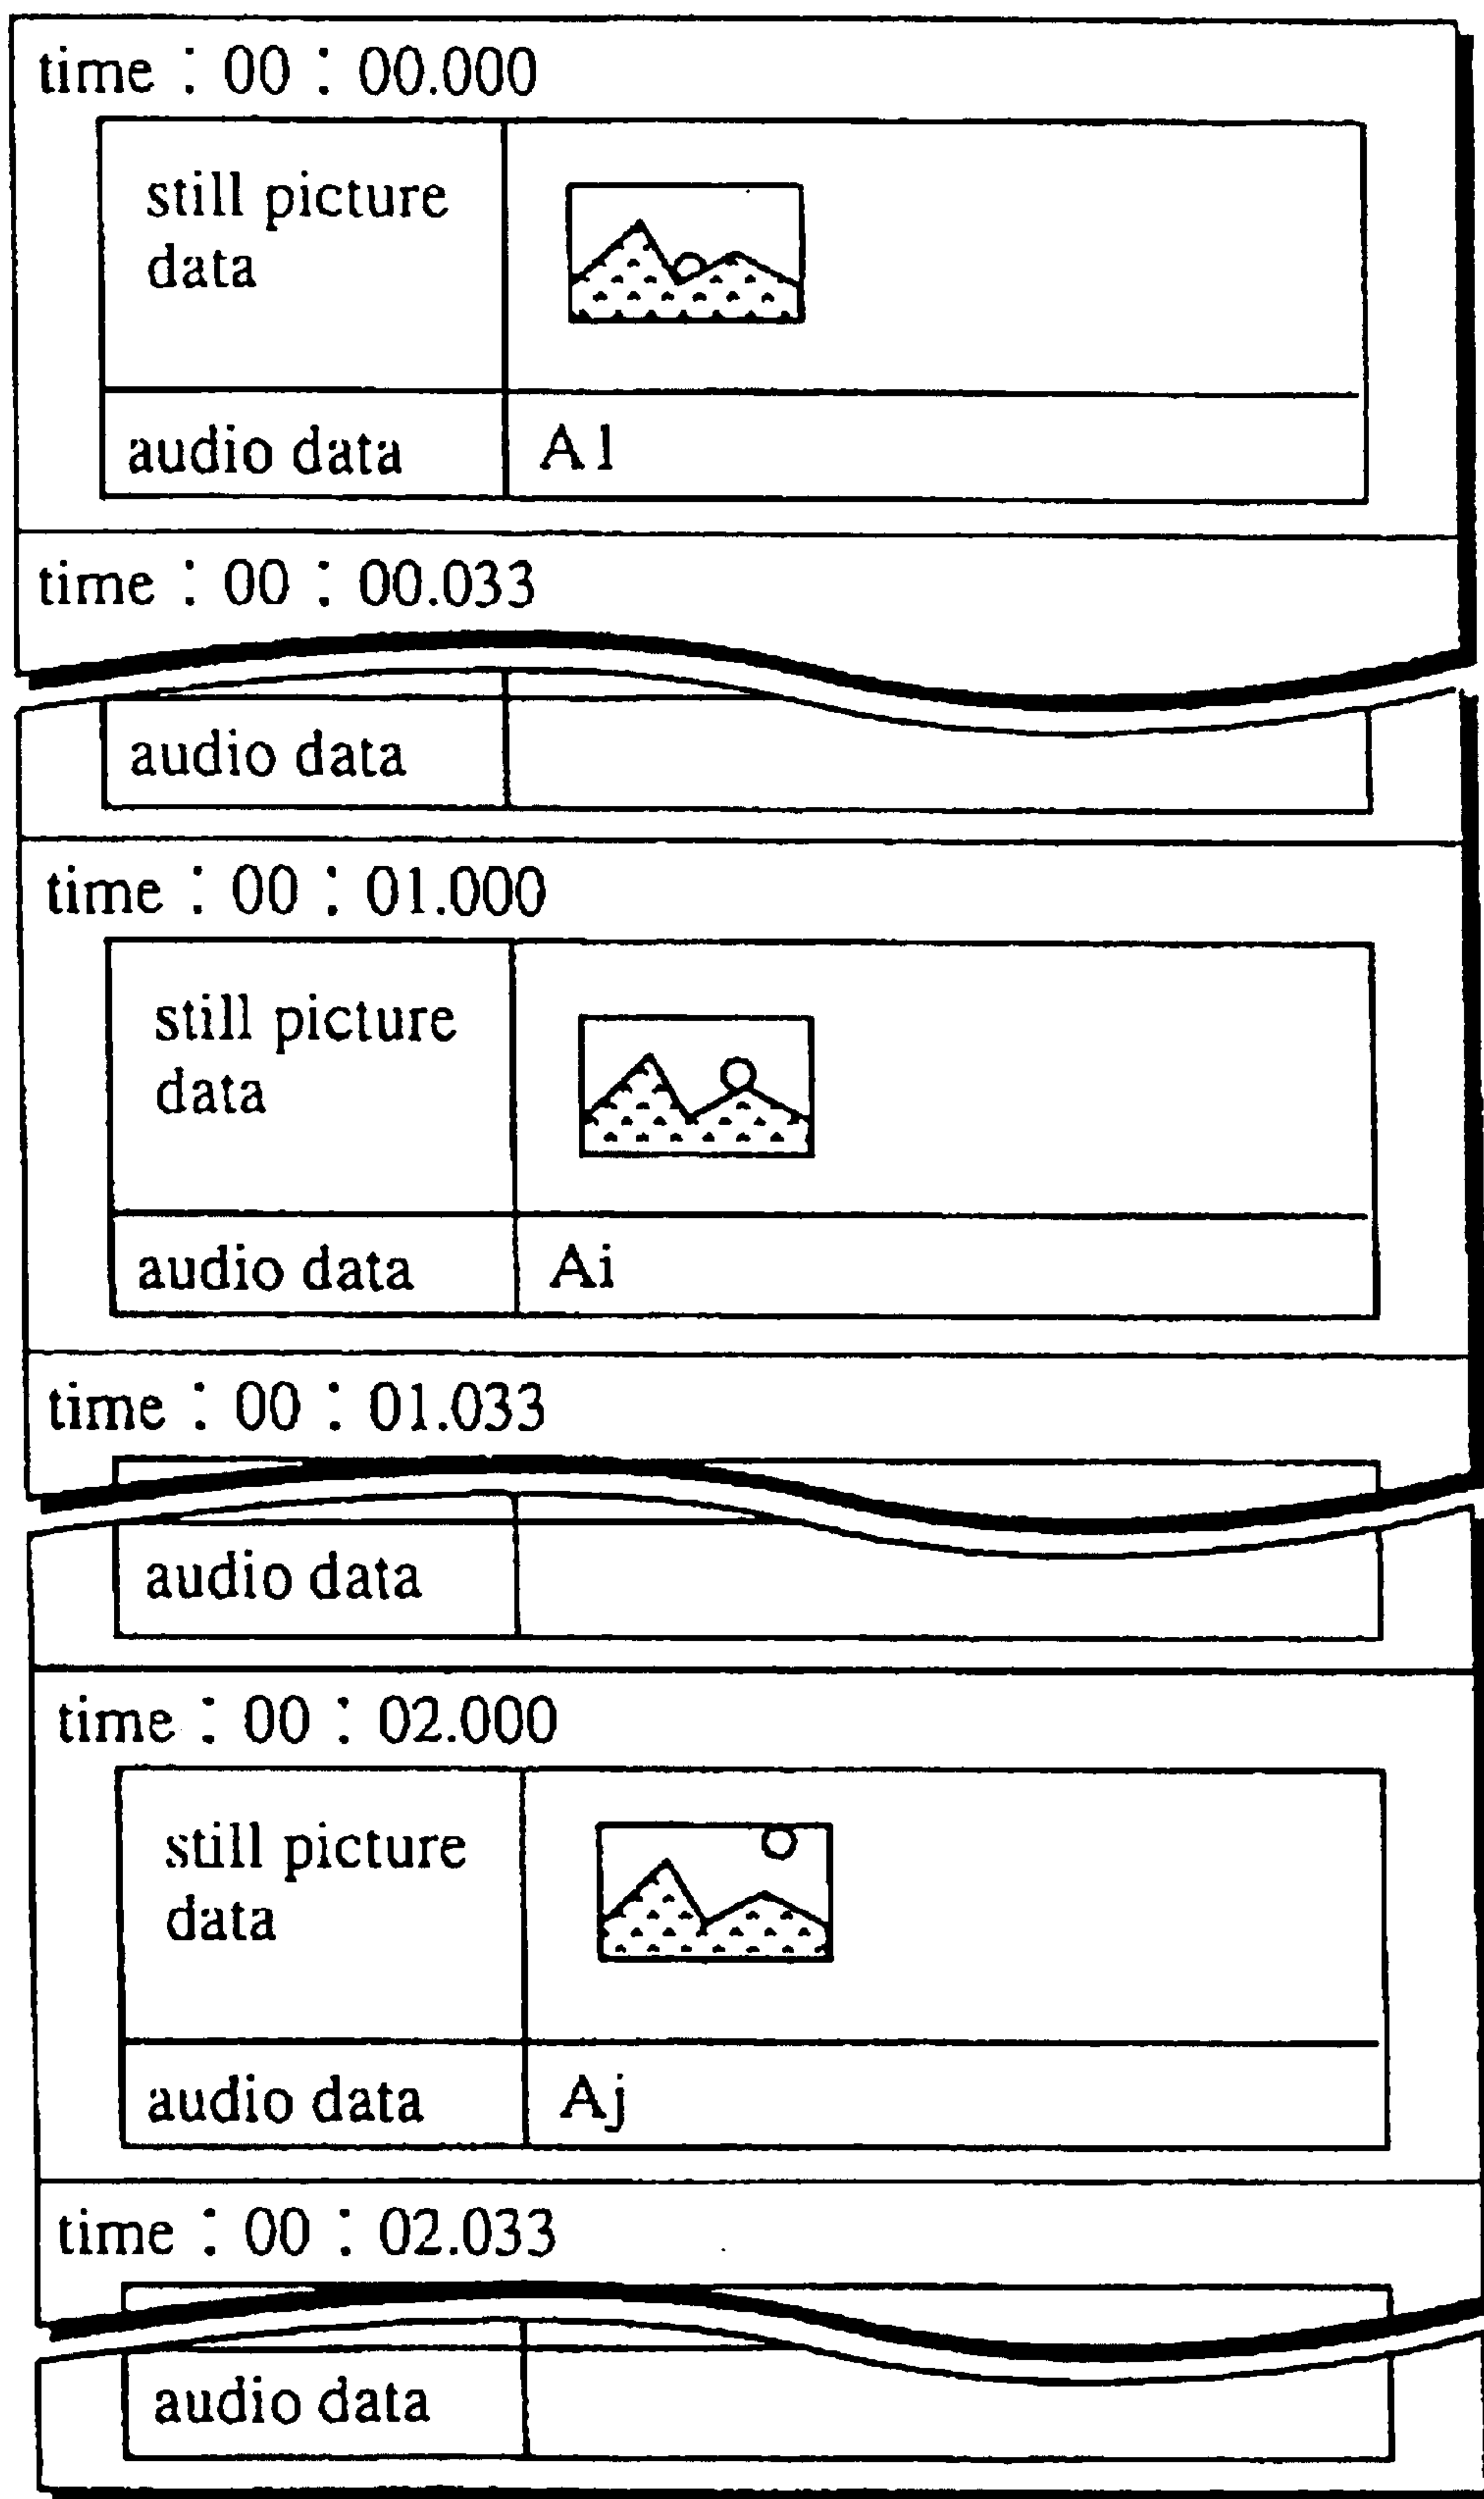 time : 00 : 00.000
still picture
data
audio data A1
time : 00 : 00.033
audio data
time : 00 : 01.000
still picture
data
audio data Ai
time : 00 : 01.033
audio data
time : 00 : 02.000
still picture
data
audio data Aj
time : 00 : 02.033
audio data